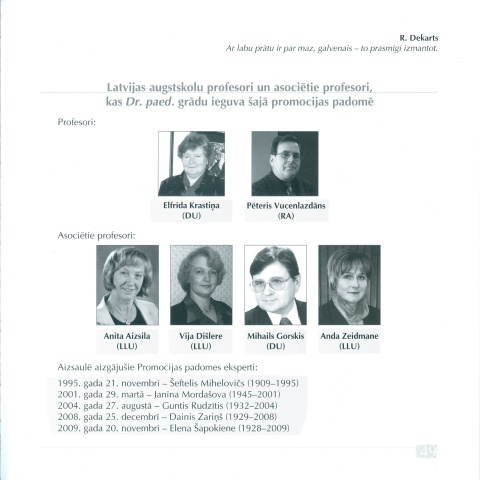 R. Dekarts
Ar labu prātu ir par maz, galvenais – to prasmīgi izmantot.
Latvijas augstskolu profesori un asociētie profesori,
kas Dr. paed. grādu ieguva šajā promocijas padomē
Profesori:
Elfrīda Krastiņa
(DU)
Pēteris Vucenlazdāns
(RA)
Asociētie profesori:
Anita Aizsila
(LLU)
Vija Dišlere
(LLU)
Mihails Gorskis
(DU)
Anda Zeidmane
(LLU)
Aizsaulē aizgājušie Promocijas padomes eksperti:
1995. gada 21. novembrī – Šeftelis Mihelovičs (1909–1995)
2001. gada 29. martā – Janina Mordašova (1945–2001)
2004. gada 27. augustā – Guntis Rudzītis (1932–2004)
2008. gada 25. decembrī – Dainis Zariņš (1929–2008)
2009. gada 20. novembrī – Elena Šapokiene (1928–2009)
49